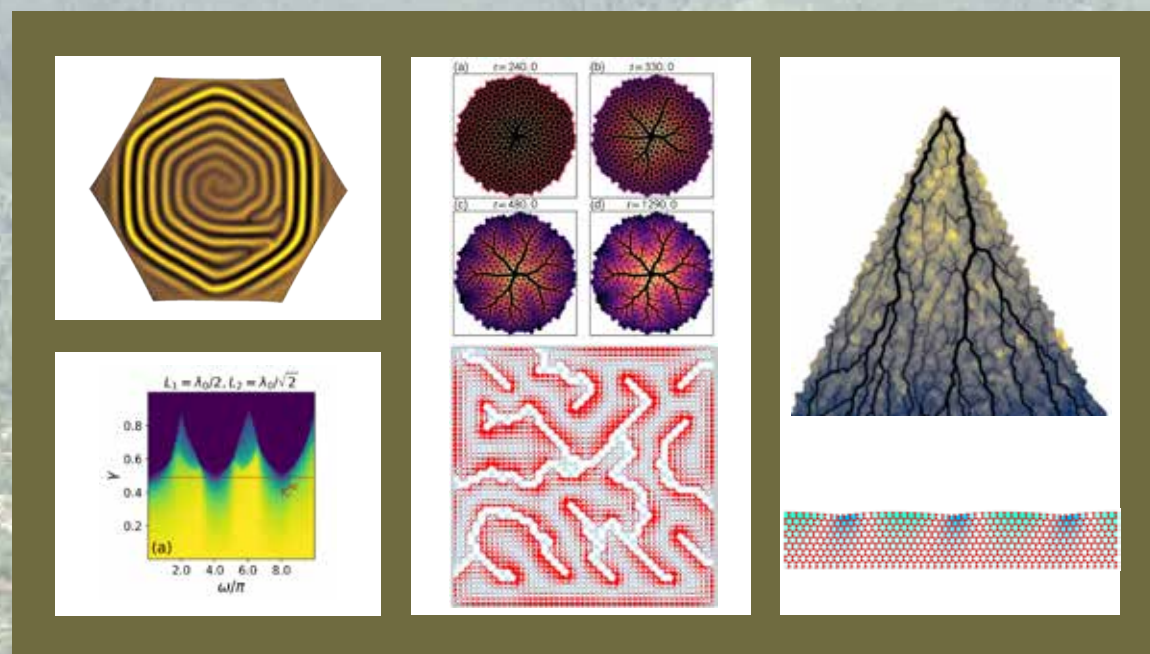 (a) t = 240.0
(b) t = 330.0
(c) t = 480.0
(d) t = 1290.0
L₁ = λ₀/2, L₂ = λ₀/√2
γ
0.8
0.6
0.4
0.2
(a)
2.0 4.0 6.0 8.0
ω/π